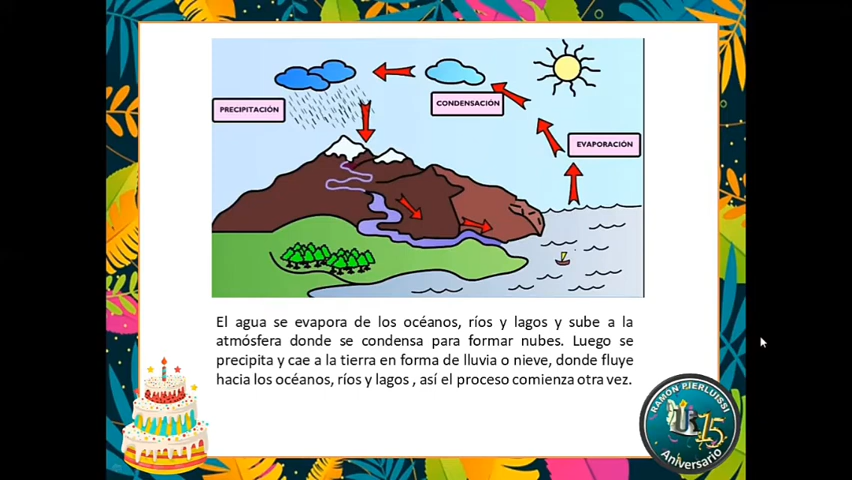 PRECIPITACIÓN
CONDENSACIÓN
EVAPORACIÓN
El agua se evapora de los océanos, ríos y lagos y sube a la
atmósfera donde se condensa para formar nubes. Luego se
precipita y cae a la tierra en forma de lluvia o nieve, donde fluye
hacia los océanos, ríos y lagos , así el proceso comienza otra vez.
RAMON PIERLUISSI
15
Aniversario